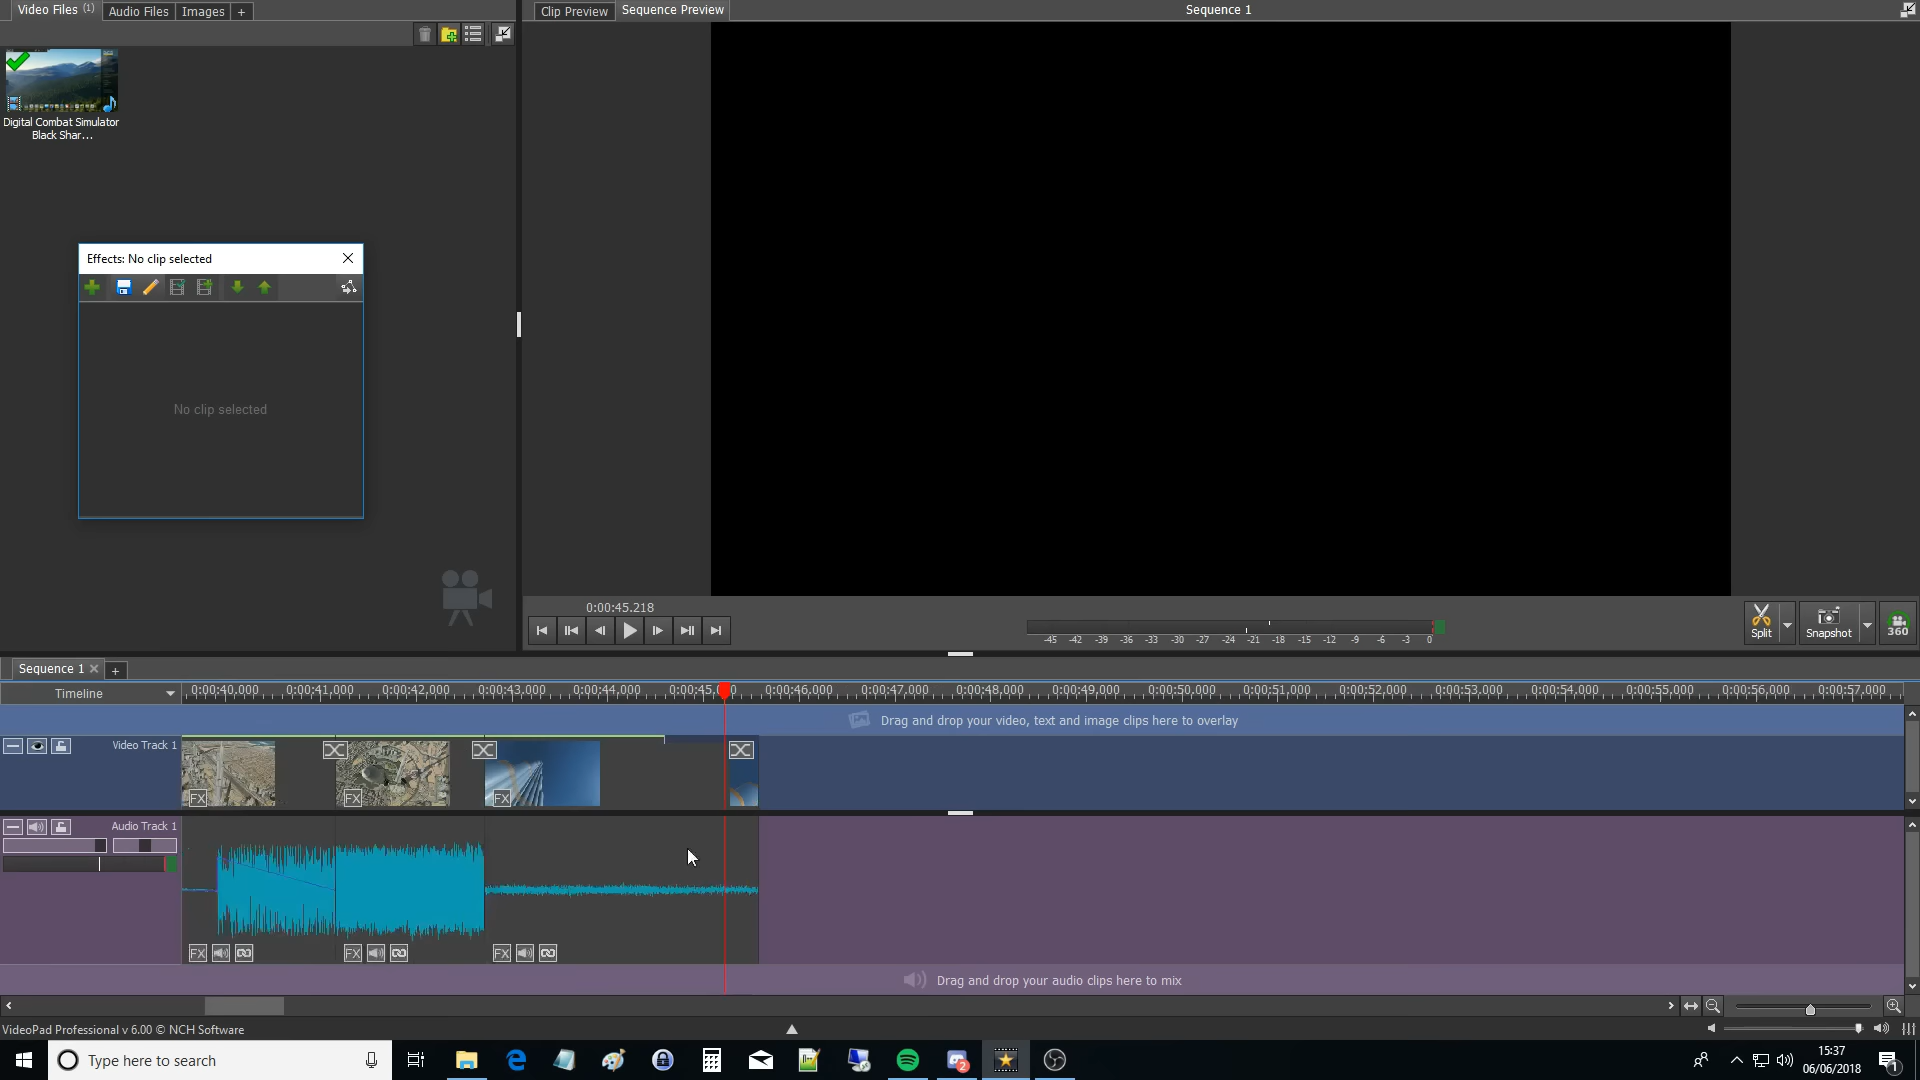 Video Files (1)
Audio Files
Images
+
Clip Preview
Sequence Preview
Sequence 1
Digital Combat Simulator
Black Shar...
Effects: No clip selected
No clip selected
0:00:45.218
-45 -42 -39 -36 -33 -30 -27 -24 -21 -18 -15 -12 -9 -6 -3 0
Split
Snapshot
360
Sequence 1
+
Timeline
0:00:40,000 0:00:41,000 0:00:42,000 0:00:43,000 0:00:44,000 0:00:46,000 0:00:47,000 0:00:48,000 0:00:49,000 0:00:50,000 0:00:51,000 0:00:52,000 0:00:53,000 0:00:54,000 0:00:55,000 0:00:56,000 0:00:57,000
Drag and drop your video, text and image clips here to overlay
Video Track 1
FX FX FX
Audio Track 1
FX FX FX
Drag and drop your audio clips here to mix
VideoPad Professional v 6.00 © NCH Software
Type here to search
2
15:37
06/06/2018
1